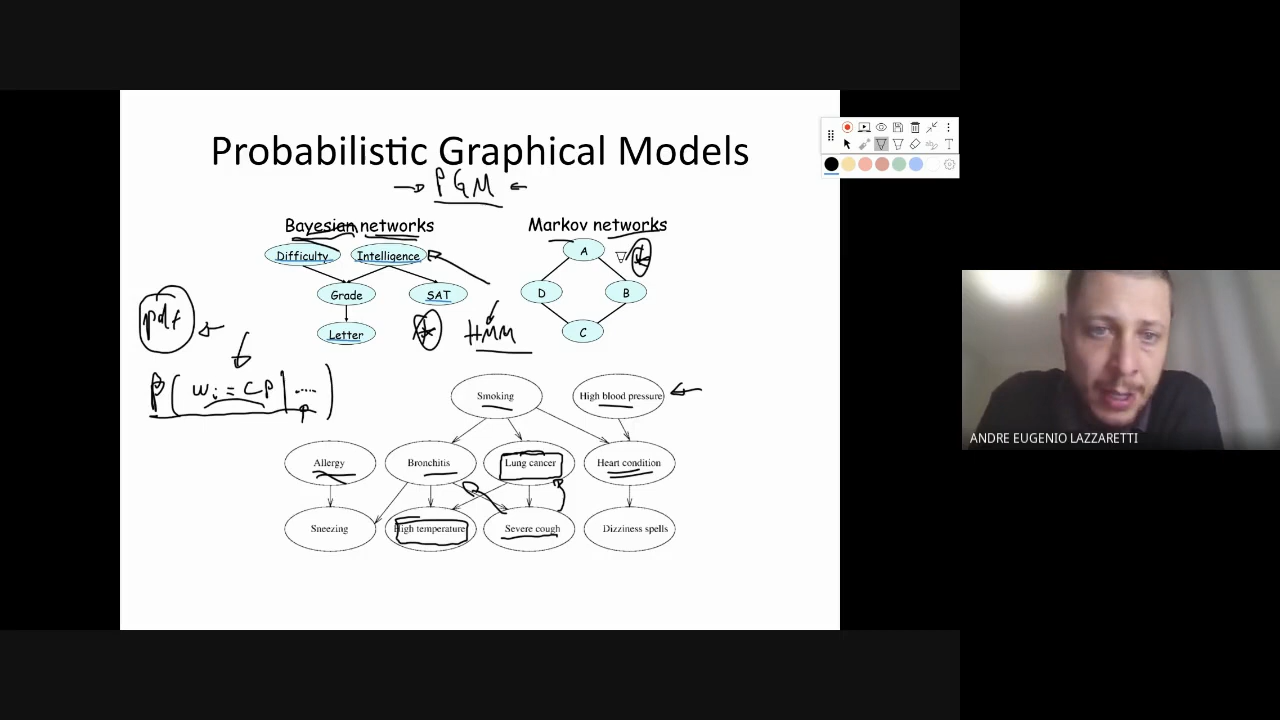 Probabilistic Graphical Models
PGM
Bayesian networks
Markov networks
Difficulty
Intelligence
A
Grade
SAT
D
B
Letter
C
pdf
HMM
P( wi = CP | ..... )
Smoking
High blood pressure
Allergy
Bronchitis
Lung cancer
Heart condition
Sneezing
High temperature
Severe cough
Dizziness spells
ANDRE EUGENIO LAZZARETTI